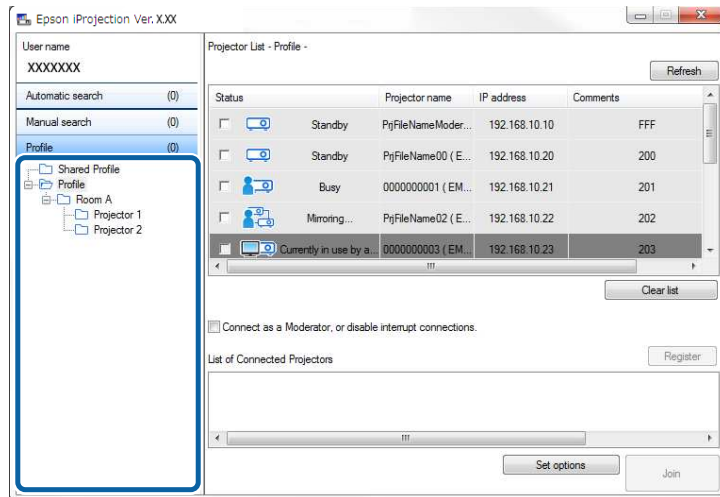 Epson iProjection Ver. X.XX
User name
XXXXXXX
Automatic search (0)
Manual search (0)
Profile (0)
Shared Profile
Profile
Room A
Projector 1
Projector 2
Projector List - Profile -
Refresh
Status Projector name IP address Comments
Standby PrjFileNameModer... 192.168.10.10 FFF
Standby PrjFileName00 ( E... 192.168.10.20 200
Busy 0000000001 ( EM... 192.168.10.21 201
Mirroring... PrjFileName02 ( E... 192.168.10.22 202
Currently in use by a... 0000000003 ( EM... 192.168.10.23 203
Clear list
Connect as a Moderator, or disable interrupt connections.
List of Connected Projectors
Register
Set options
Join